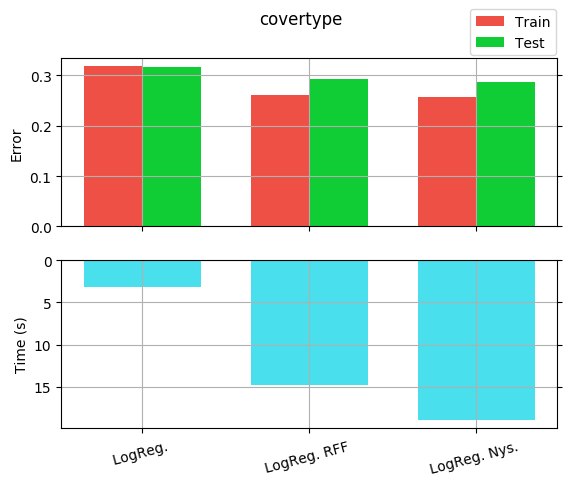 covertype
Train
Test
0.3
0.2
0.1
0.0
Error
0
5
10
15
Time (s)
LogReg.
LogReg. RFF
LogReg. Nys.